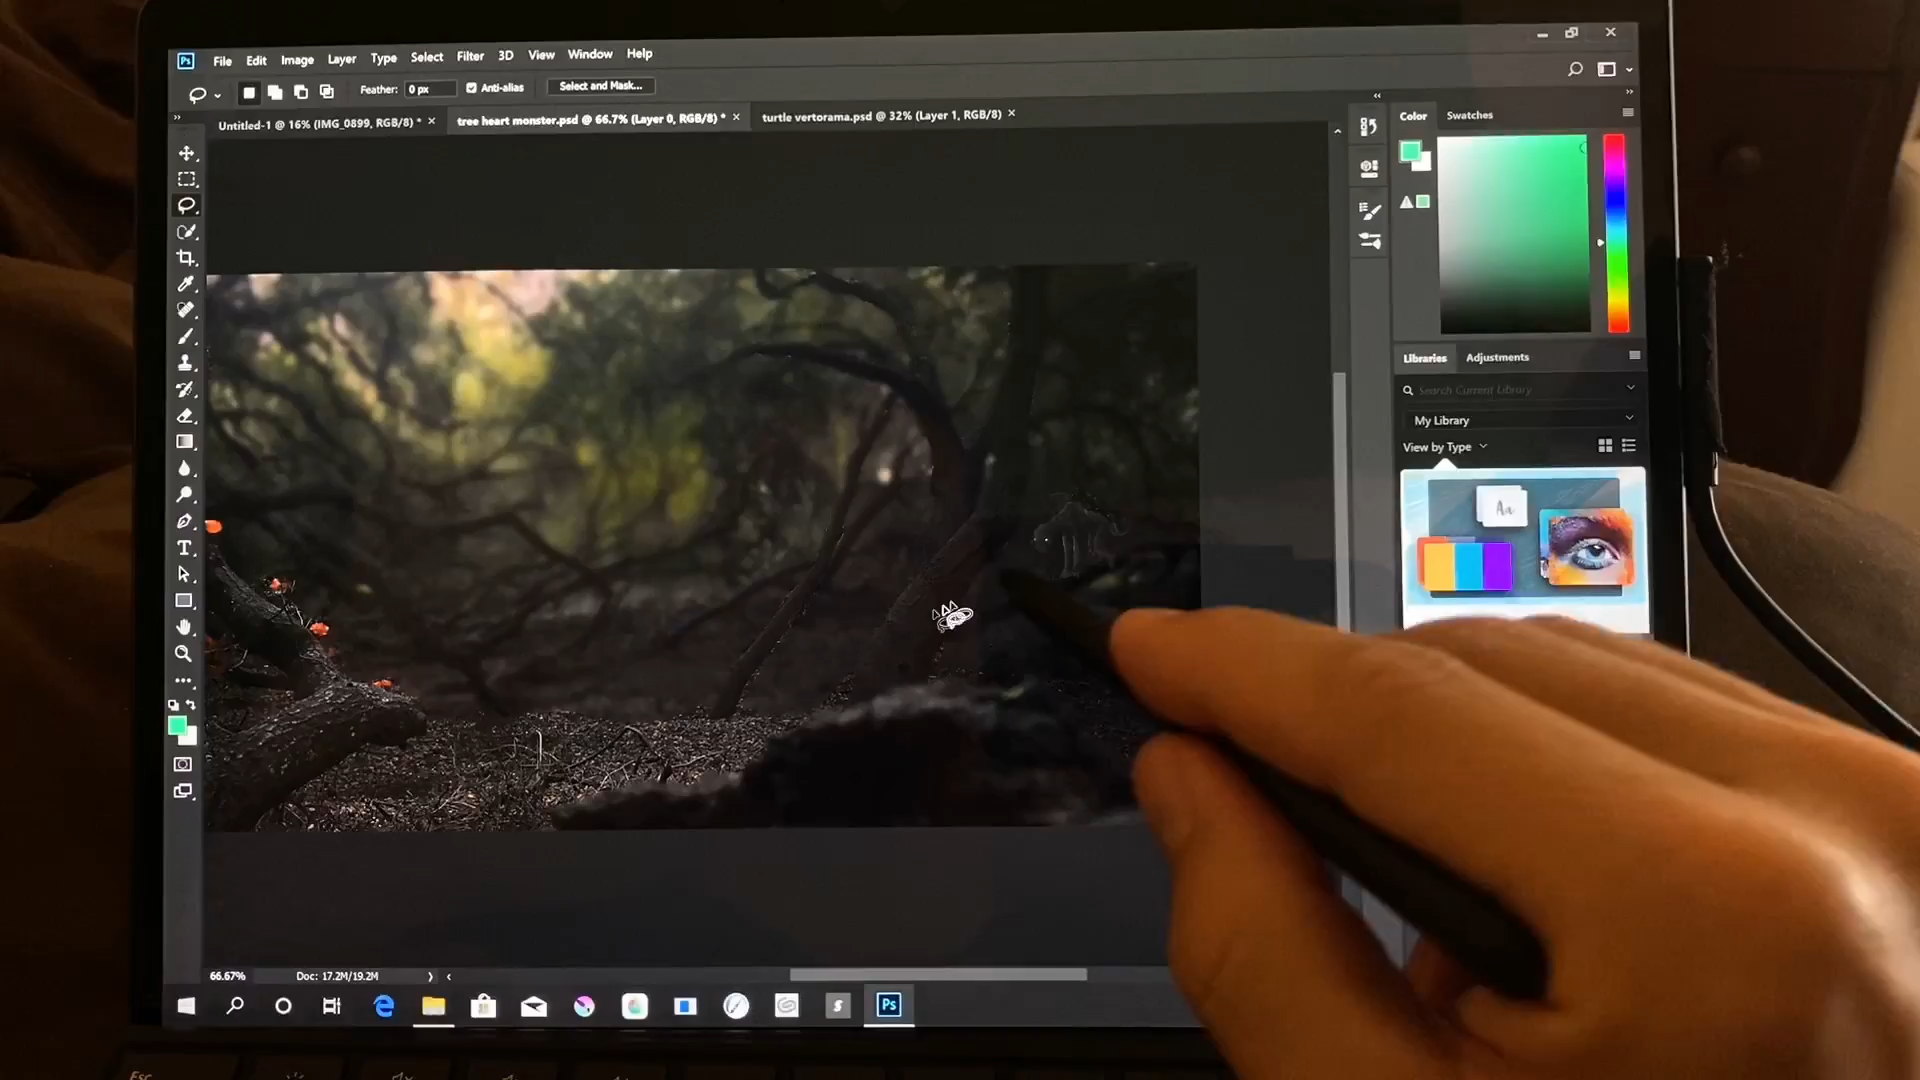 Ps File Edit Image Layer Type Select Filter 3D View Window Help
Feather: 0 px Anti-alias Select and Mask...
Untitled-1 @ 16% (IMG_0899, RGB/8) * × tree heart monster.psd @ 66.7% (Layer 0, RGB/8) * × turtle vertorama.psd @ 32% (Layer 1, RGB/8) ×
Color Swatches
Libraries Adjustments
Search Current Library
My Library
View by Type
Aa
T
66.67% Doc: 17.2M/19.2M
Ps
Esc